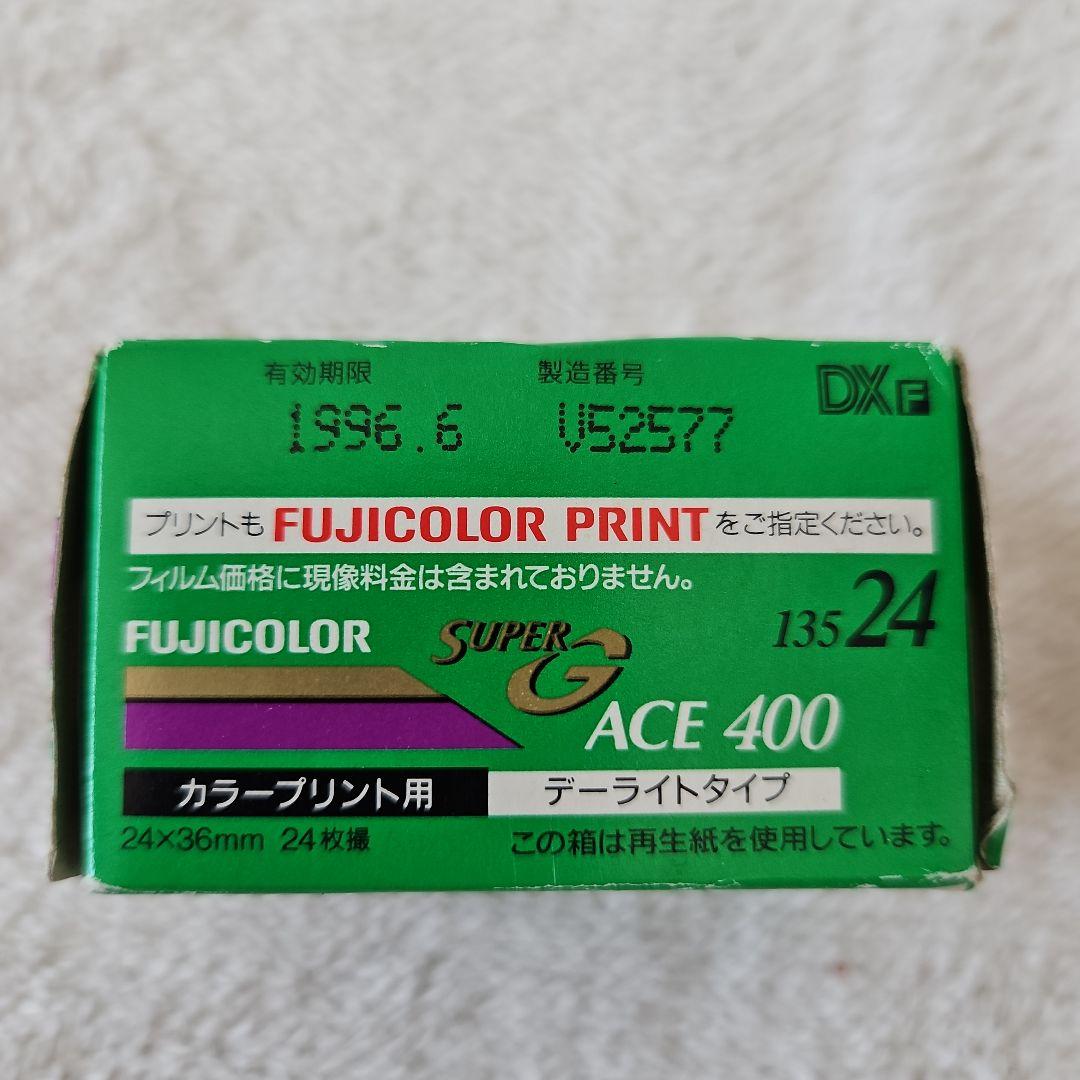 有効期限 製造番号 DXF
1996.6 V52577
プリントも FUJICOLOR PRINT をご指定ください。
フィルム価格に現像料金は含まれておりません。
FUJICOLOR SUPER G 135 24
ACE 400
カラープリント用 デーライトタイプ
24×36mm 24枚撮 この箱は再生紙を使用しています。